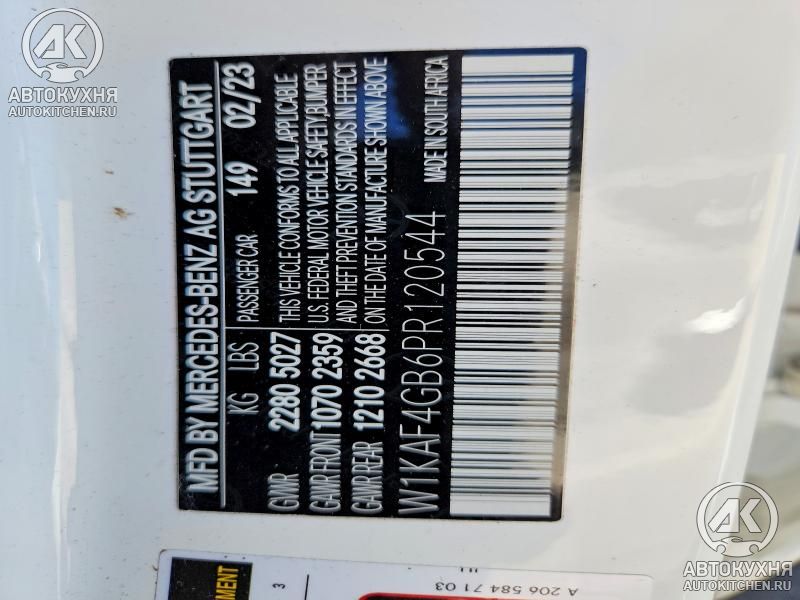 АК
АВТОКУХНЯ
AUTOKITCHEN.RU
MFD BY MERCEDES-BENZ AG STUTTGART
KG LBS PASSENGER CAR 149 02/23
GVWR 2280 5027 THIS VEHICLE CONFORMS TO ALL APPLICABLE
GAWR FRONT 1070 2359 U.S. FEDERAL MOTOR VEHICLE SAFETY, BUMPER
AND THEFT PREVENTION STANDARDS IN EFFECT
GAWR REAR 1210 2668 ON THE DATE OF MANUFACTURE SHOWN ABOVE
W1KAF4GB6PR120544 MADE IN SOUTH AFRICA
3
A 206 584 71 03
АК
АВТОКУХНЯ
AUTOKITCHEN.RU